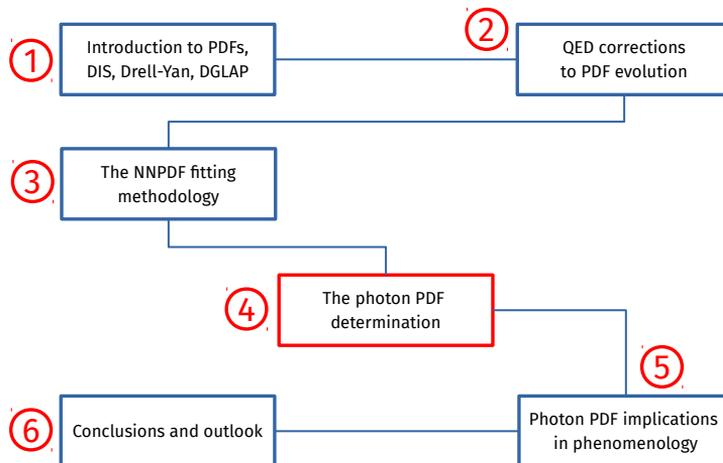 1
Introduction to PDFs,
DIS, Drell-Yan, DGLAP
2
QED corrections
to PDF evolution
3
The NNPDF fitting
methodology
4
The photon PDF
determination
5
Photon PDF implications
in phenomenology
6
Conclusions and outlook